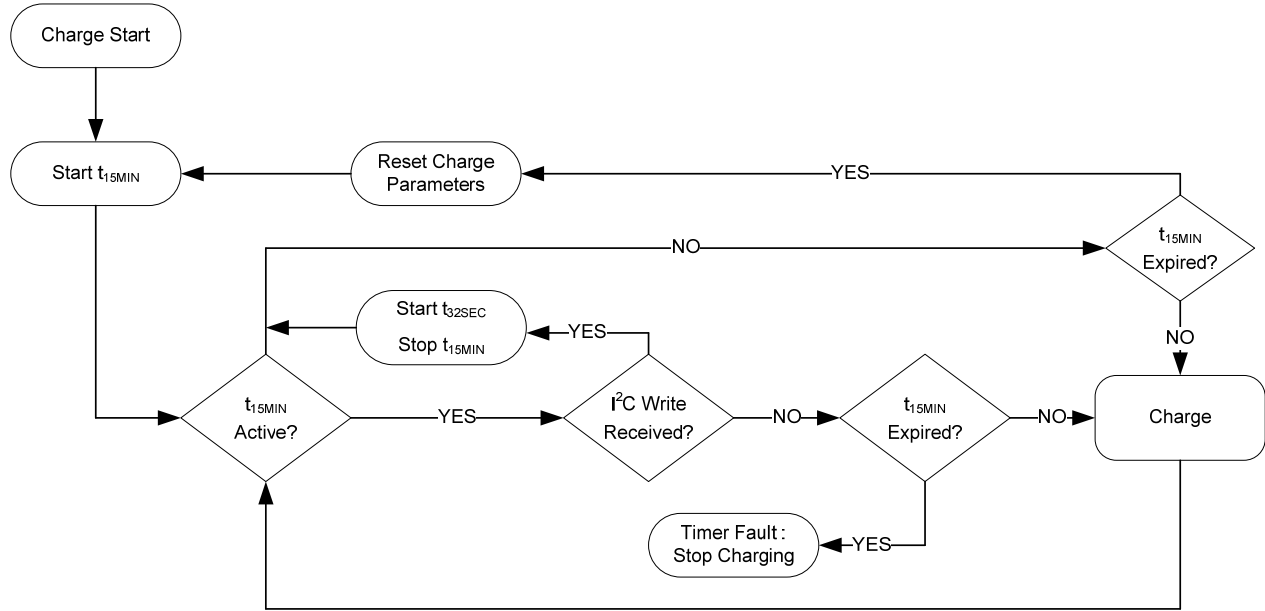 Charge Start
Start t15MIN
Reset Charge
Parameters
YES
t15MIN
Expired?
NO
NO
Start t32SEC
Stop t15MIN
YES
t15MIN
Active?
YES
I²C Write
Received?
NO
t15MIN
Expired?
NO
Charge
Timer Fault :
Stop Charging
YES